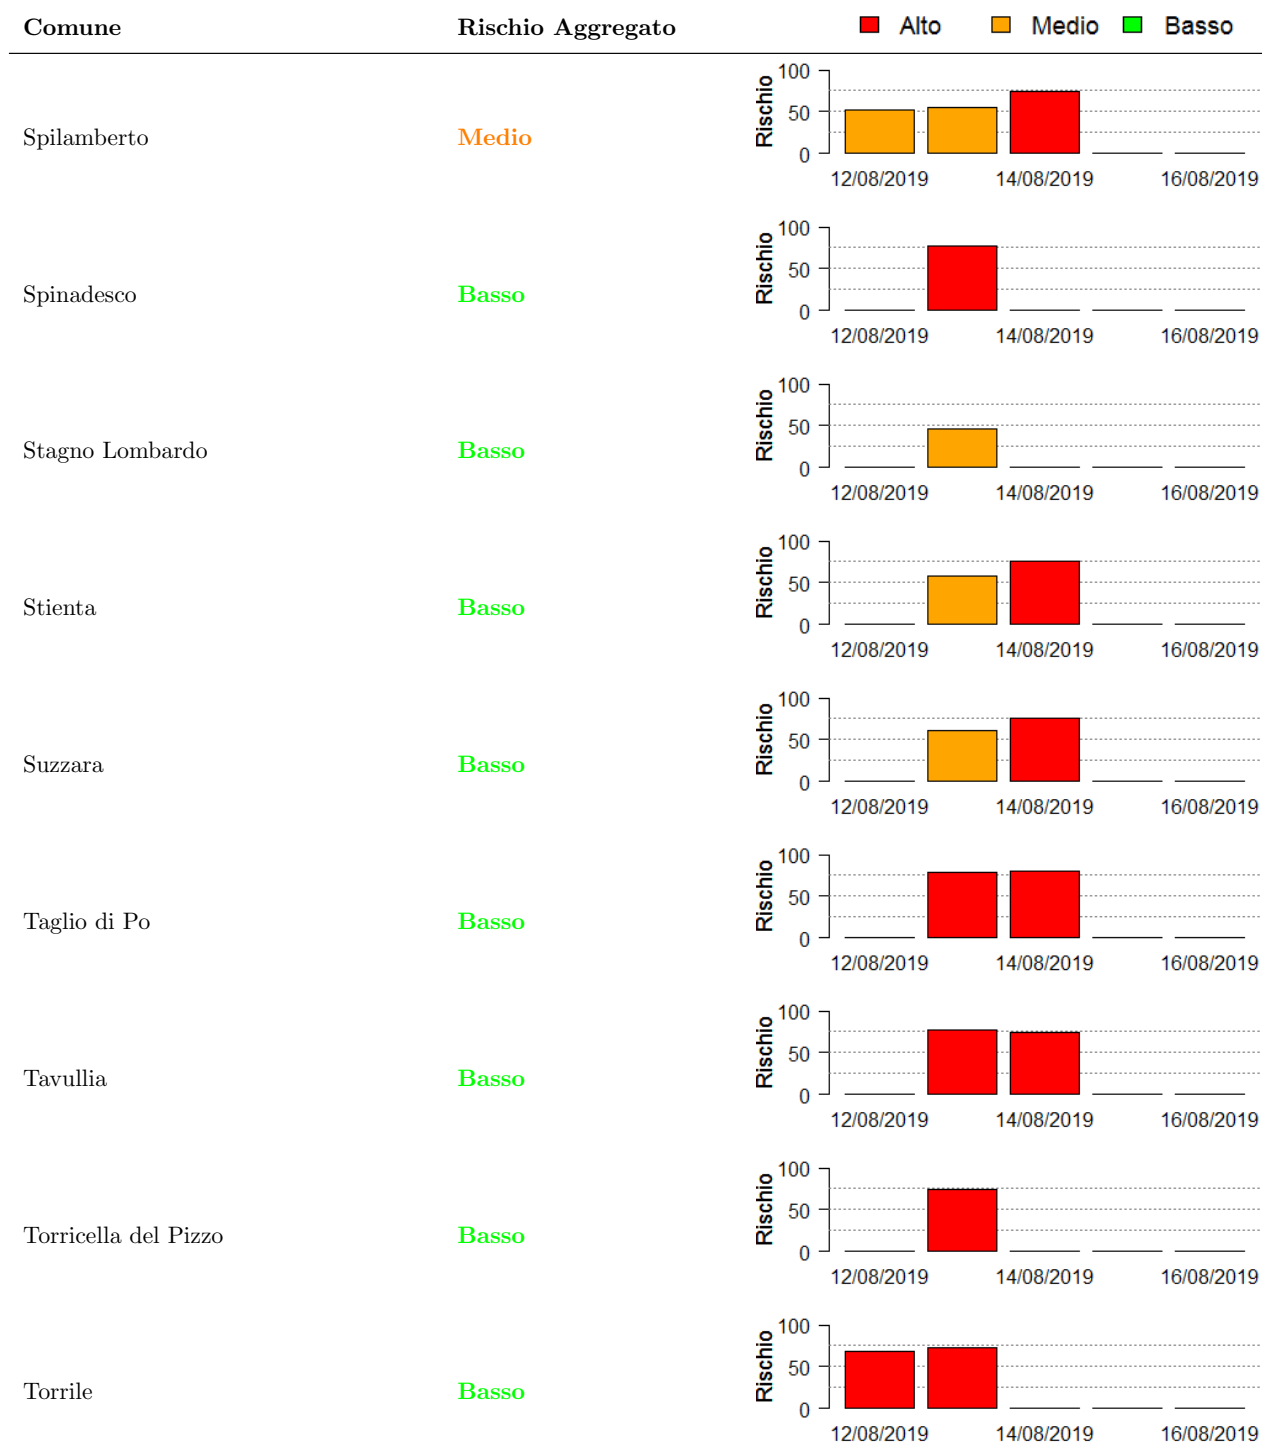 Comune Rischio Aggregato Alto Medio Basso
Spilamberto Medio
Rischio
100
50
0
12/08/2019 14/08/2019 16/08/2019
Spinadesco Basso
Rischio
100
50
0
12/08/2019 14/08/2019 16/08/2019
Stagno Lombardo Basso
Rischio
100
50
0
12/08/2019 14/08/2019 16/08/2019
Stienta Basso
Rischio
100
50
0
12/08/2019 14/08/2019 16/08/2019
Suzzara Basso
Rischio
100
50
0
12/08/2019 14/08/2019 16/08/2019
Taglio di Po Basso
Rischio
100
50
0
12/08/2019 14/08/2019 16/08/2019
Tavullia Basso
Rischio
100
50
0
12/08/2019 14/08/2019 16/08/2019
Torricella del Pizzo Basso
Rischio
100
50
0
12/08/2019 14/08/2019 16/08/2019
Torrile Basso
Rischio
100
50
0
12/08/2019 14/08/2019 16/08/2019